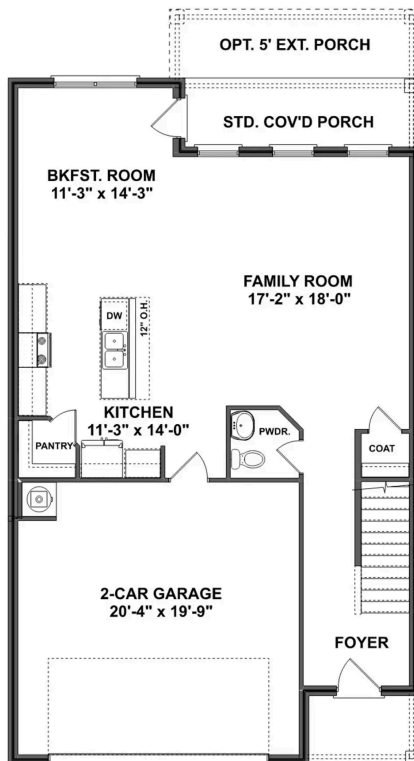 OPT. 5' EXT. PORCH
STD. COV'D PORCH
BKFST. ROOM
11'-3" x 14'-3"
FAMILY ROOM
17'-2" x 18'-0"
DW
12" O.H.
KITCHEN
11'-3" x 14'-0"
PANTRY
PWDR.
COAT
2-CAR GARAGE
20'-4" x 19'-9"
FOYER